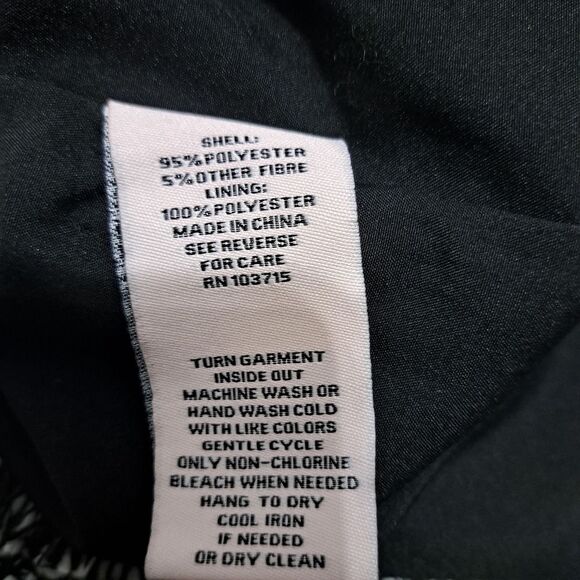 SHELL:
95%POLYESTER
5%OTHER FIBRE
LINING:
100%POLYESTER
MADE IN CHINA
SEE REVERSE
FOR CARE
RN 103715
TURN GARMENT
INSIDE OUT
MACHINE WASH OR
HAND WASH COLD
WITH LIKE COLORS
GENTLE CYCLE
ONLY NON-CHLORINE
BLEACH WHEN NEEDED
HANG TO DRY
COOL IRON
IF NEEDED
OR DRY CLEAN